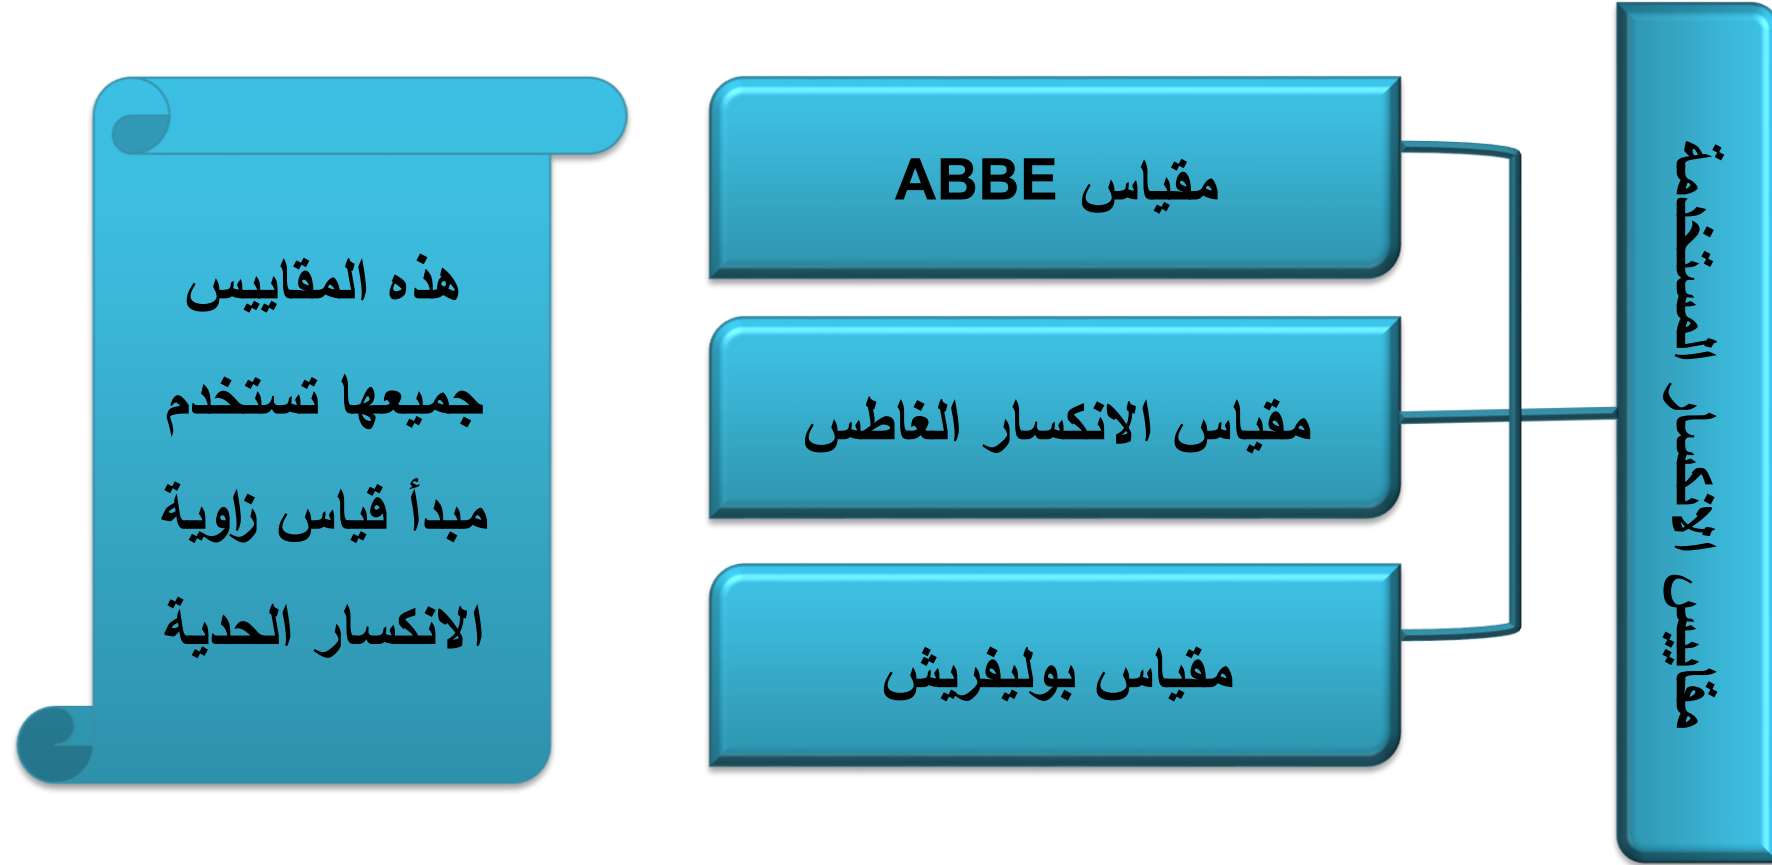 مقاييس الانكسار المستخدمة
مقياس ABBE
مقياس الانكسار الغاطس
مقياس بوليفريش
هذه المقاييس
جميعها تستخدم
مبدأ قياس زاوية
الانكسار الحدية